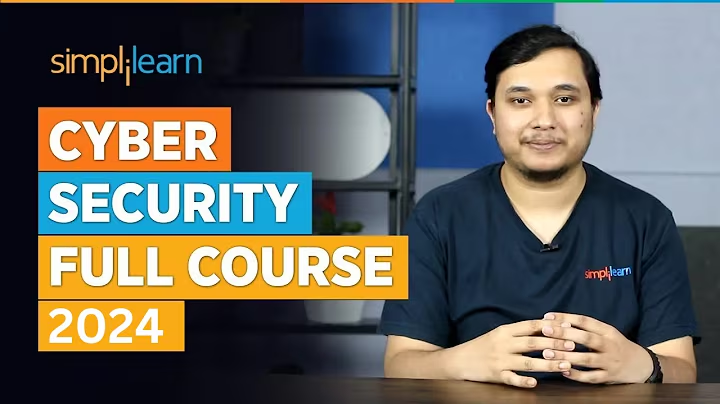 simplilearn
CYBER
SECURITY
FULL COURSE
2024
simplilearn